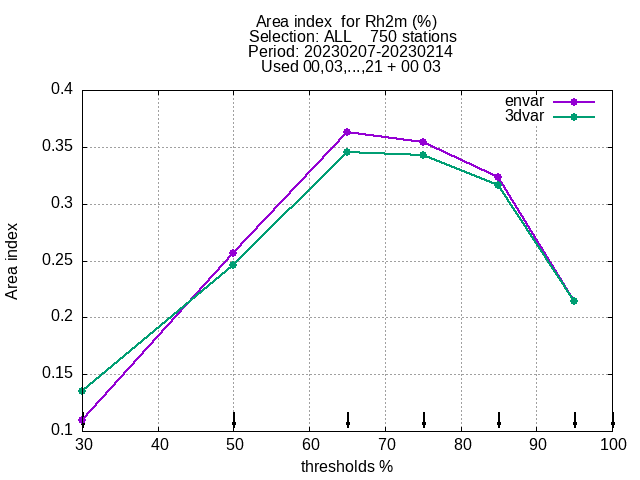 Area index  for Rh2m (%)
Selection: ALL    750 stations
Period: 20230207-20230214
Used 00,03,...,21 + 00 03
envar
3dvar
0.4
0.35
0.3
0.25
0.2
0.15
0.1
Area index
30 40 50 60 70 80 90 100
thresholds %